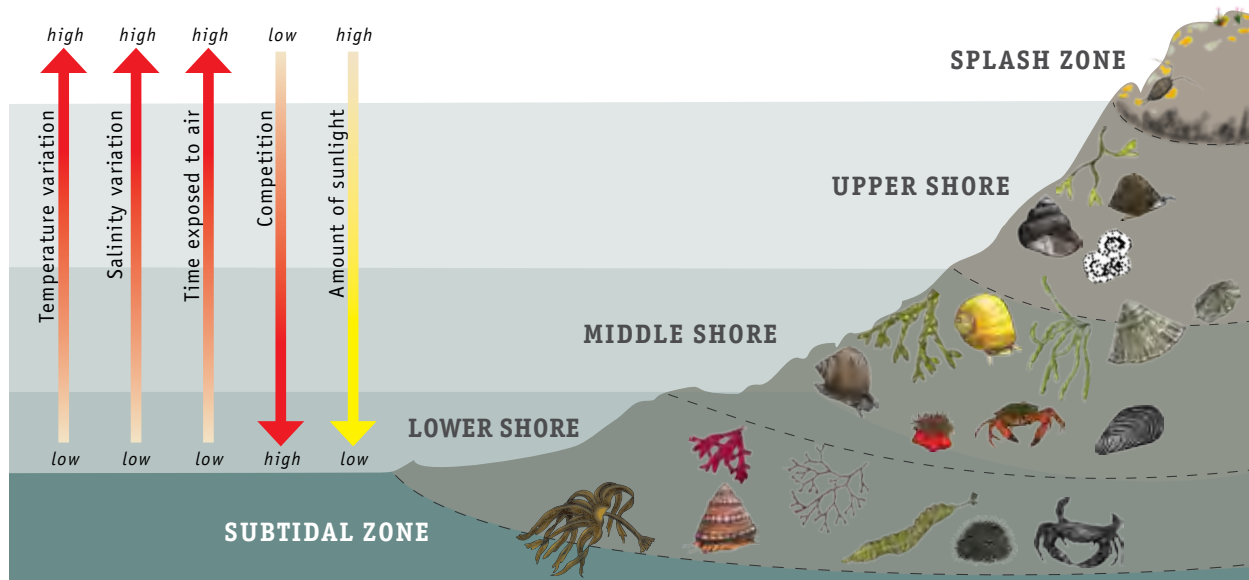 high
high
high
low
high
Temperature variation
Salinity variation
Time exposed to air
Competition
Amount of sunlight
low
low
low
high
low
SPLASH ZONE
UPPER SHORE
MIDDLE SHORE
LOWER SHORE
SUBTIDAL ZONE